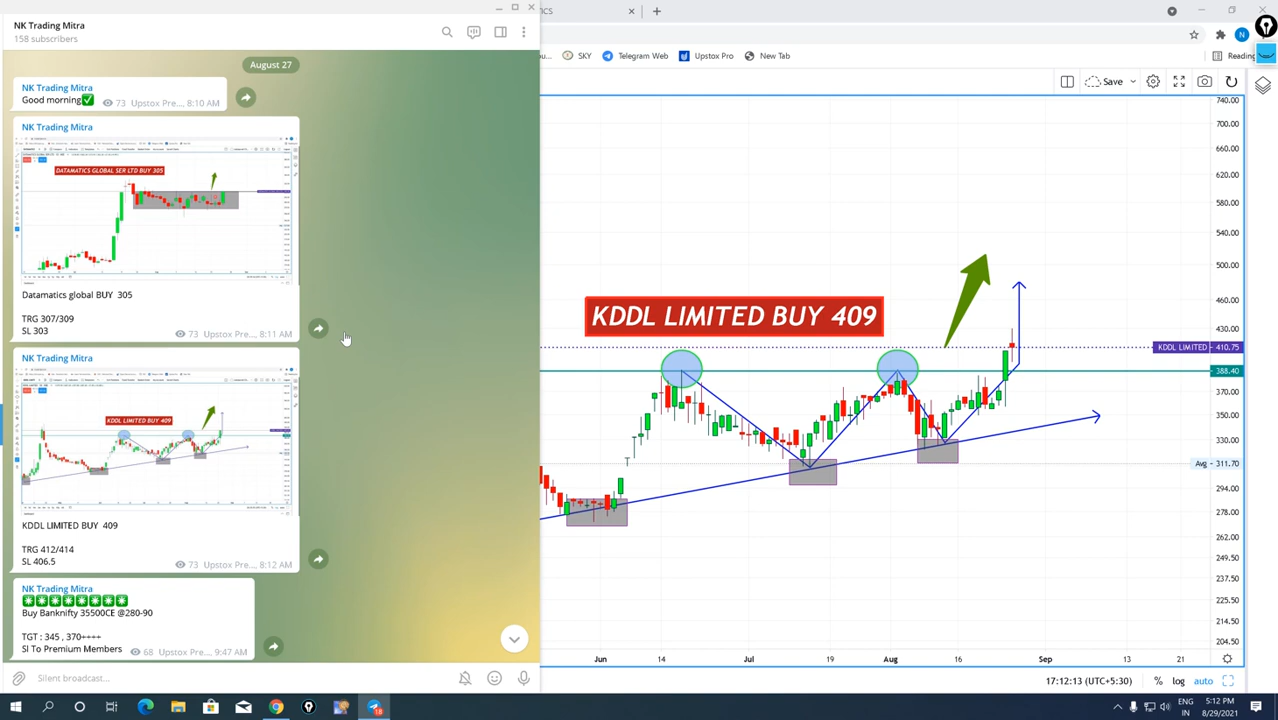 NK Trading Mitra
158 subscribers
August 27
NK Trading Mitra
Good morning✅
73 Upstox Pre..., 8:10 AM
NK Trading Mitra
DATAMATICS GLOBAL SER LTD BUY 305
Datamatics global BUY 305
TRG 307/309
SL 303
73 Upstox Pre..., 8:11 AM
NK Trading Mitra
KDDL LIMITED BUY 409
KDDL LIMITED BUY 409
TRG 412/414
SL 406.5
73 Upstox Pre..., 8:12 AM
NK Trading Mitra
Buy Banknifty 35500CE @280-90
TGT : 345 , 370++++
Sl To Premium Members
68 Upstox Pre..., 9:47 AM
Silent broadcast...
CS
N
ou...
SKY
Telegram Web
Upstox Pro
New Tab
Reading
Save
KDDL LIMITED BUY 409
740.00
700.00
660.00
620.00
580.00
540.00
500.00
460.00
430.00
KDDL LIMITED 410.75
388.40
370.00
350.00
330.00
Avg 311.70
294.00
278.00
262.00
249.50
237.50
225.50
214.50
204.50
Jun 14 Jul 19 Aug 16 Sep 13 21
17:12:13 (UTC+5:30) % log auto
18
ENG
IN
5:12 PM
8/29/2021